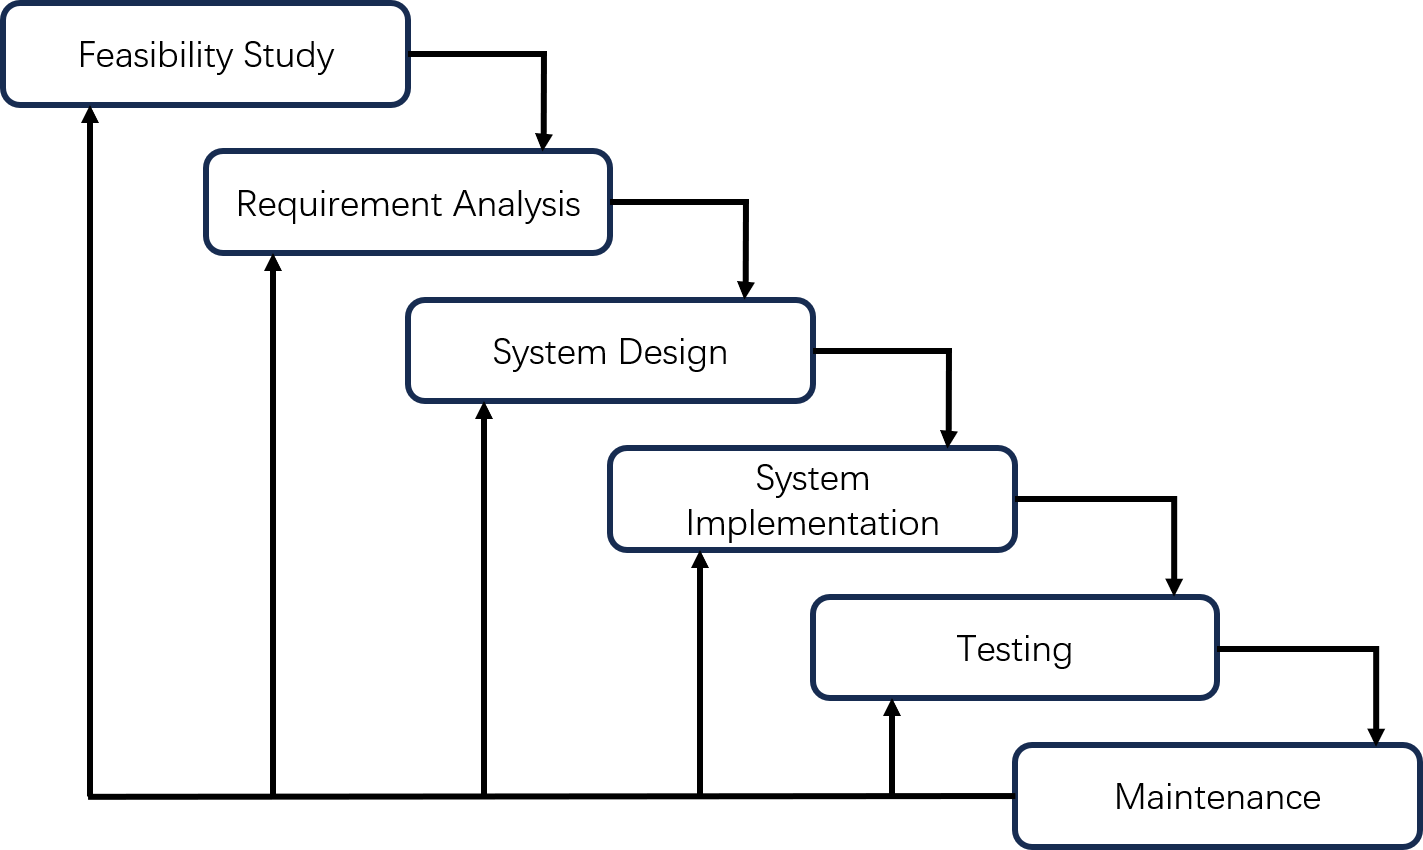 Feasibility Study
Requirement Analysis
System Design
System
Implementation
Testing
Maintenance